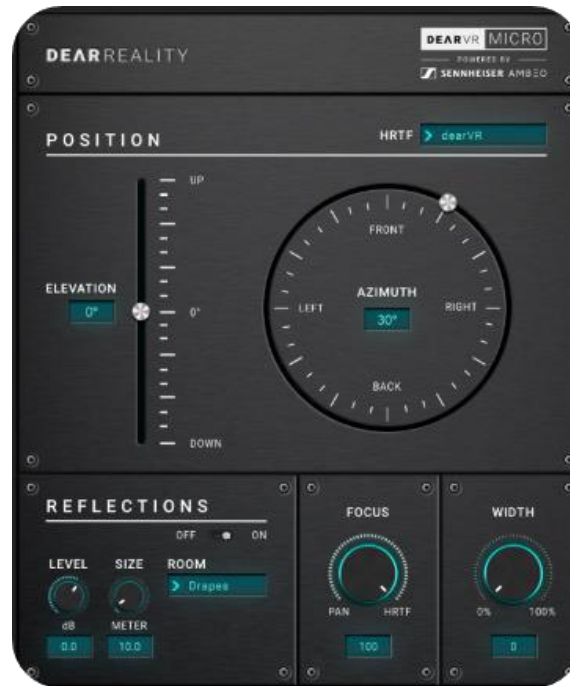 DEARREALITY
DEARVR MICRO
POWERED BY
SENNHEISER AMBEO
POSITION
HRTF
dearVR
UP
FRONT
ELEVATION
0°
0°
LEFT
AZIMUTH
30°
RIGHT
BACK
DOWN
REFLECTIONS
OFF
ON
LEVEL
SIZE
ROOM
Drapes
dB
METER
0.0
10.0
FOCUS
PAN
HRTF
100
WIDTH
0%
100%
0